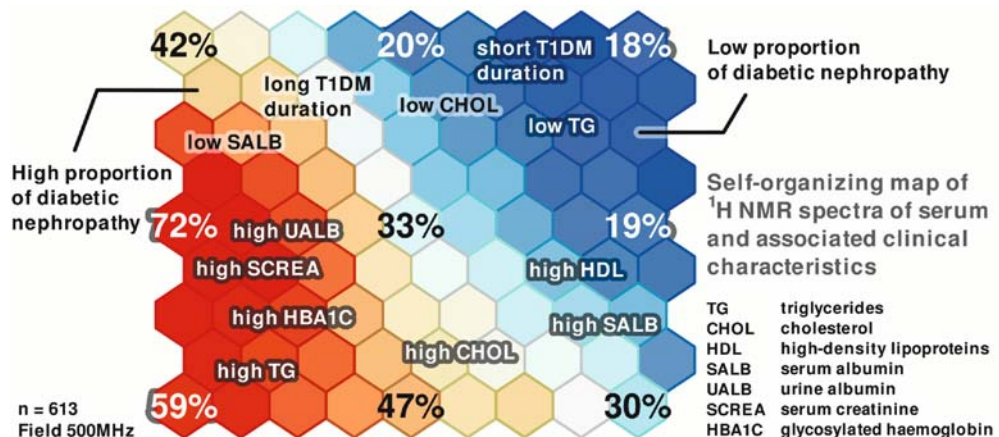 42%
20%
short T1DM
duration
18%
Low proportion
of diabetic nephropathy
long T1DM
duration
low CHOL
low TG
low SALB
High proportion
of diabetic
nephropathy
72%
high UALB
33%
19%
Self-organizing map of
¹H NMR spectra of serum
and associated clinical
characteristics
high SCREA
high HDL
high HBA1C
high SALB
high CHOL
high TG
59%
47%
30%
n = 613
Field 500MHz
TG triglycerides
CHOL cholesterol
HDL high-density lipoproteins
SALB serum albumin
UALB urine albumin
SCREA serum creatinine
HBA1C glycosylated haemoglobin